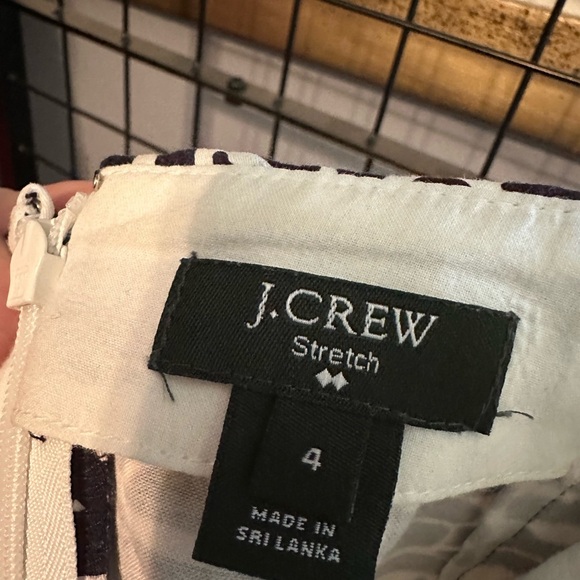 J.CREW
Stretch
4
MADE IN
SRI LANKA